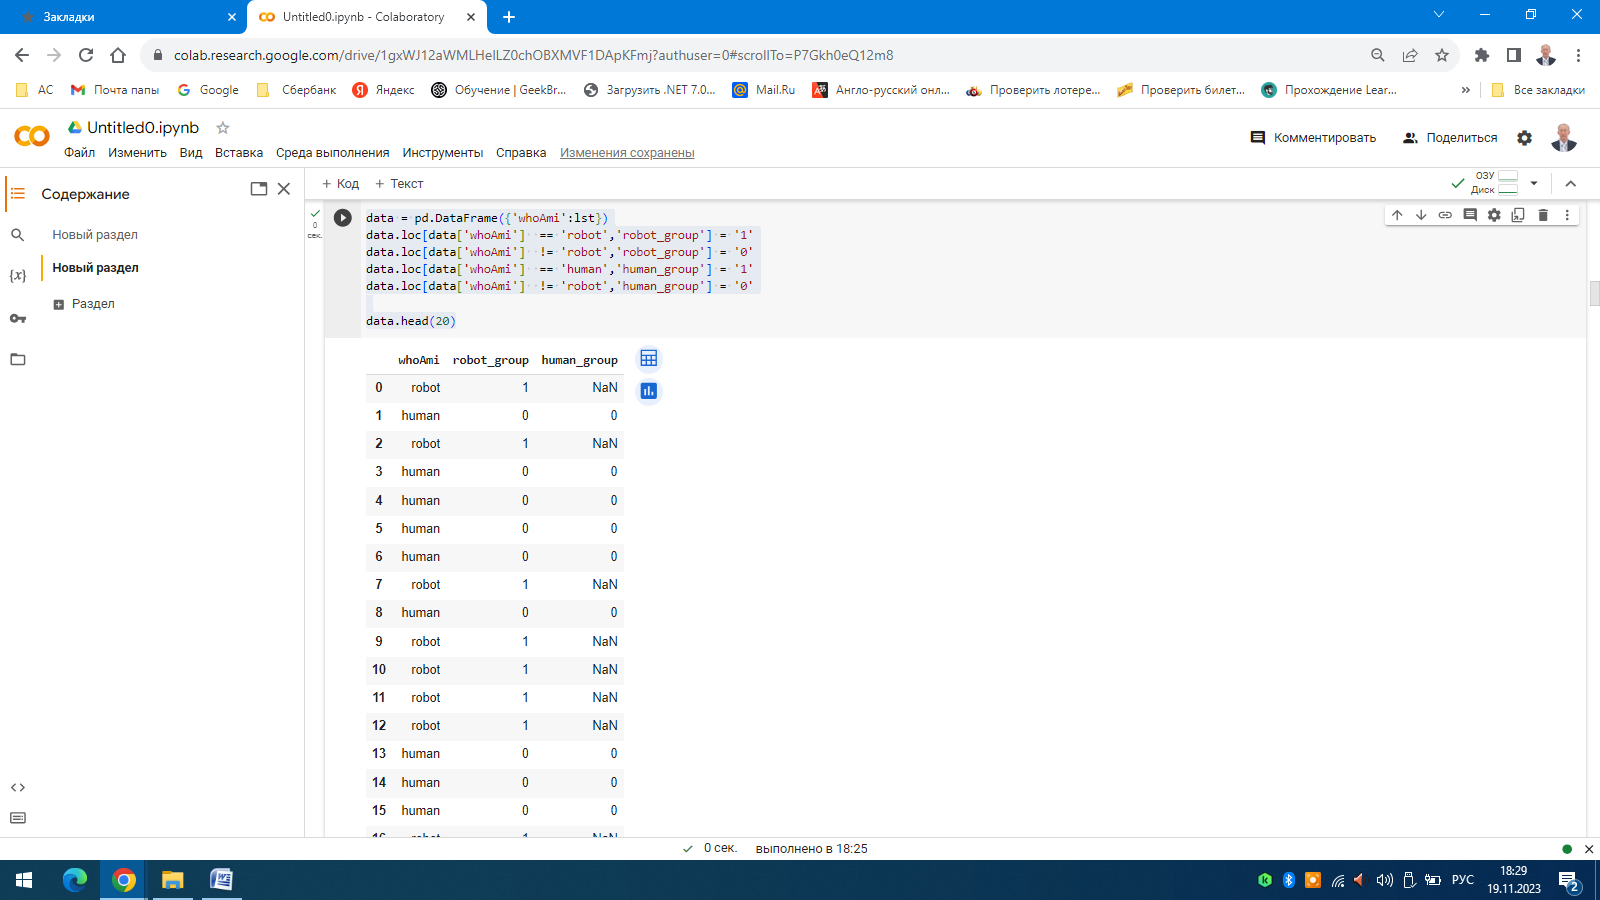 Закладки
Untitled0.ipynb - Colaboratory
colab.research.google.com/drive/1gxWJ12aWMLHelLZ0chOBXMVF1DApKFmj?authuser=0#scrollTo=P7Gkh0eQ12m8
АС Почта папы Google Сбербанк Яндекс Обучение | GeekBr... Загрузить .NET 7.0... Mail.Ru Англо-русский онл... Проверить лотере... Проверить билет... Прохождение Lear... » Все закладки
Untitled0.ipynb
Комментировать Поделиться
Файл Изменить Вид Вставка Среда выполнения Инструменты Справка Изменения сохранены
Содержание
+ Код + Текст
ОЗУ
Диск
Новый раздел
Новый раздел
Раздел
{x}
0
сек.
data = pd.DataFrame({'whoAmi':lst})
data.loc[data['whoAmi'] == 'robot','robot_group'] = '1'
data.loc[data['whoAmi'] != 'robot','robot_group'] = '0'
data.loc[data['whoAmi'] == 'human','human_group'] = '1'
data.loc[data['whoAmi'] != 'robot','human_group'] = '0'
data.head(20)
whoAmi robot_group human_group
0 robot 1 NaN
1 human 0 0
2 robot 1 NaN
3 human 0 0
4 human 0 0
5 human 0 0
6 human 0 0
7 robot 1 NaN
8 human 0 0
9 robot 1 NaN
10 robot 1 NaN
11 robot 1 NaN
12 robot 1 NaN
13 human 0 0
14 human 0 0
15 human 0 0
16 robot 1 NaN
0 сек. выполнено в 18:25
РУС
18:29
19.11.2023
2